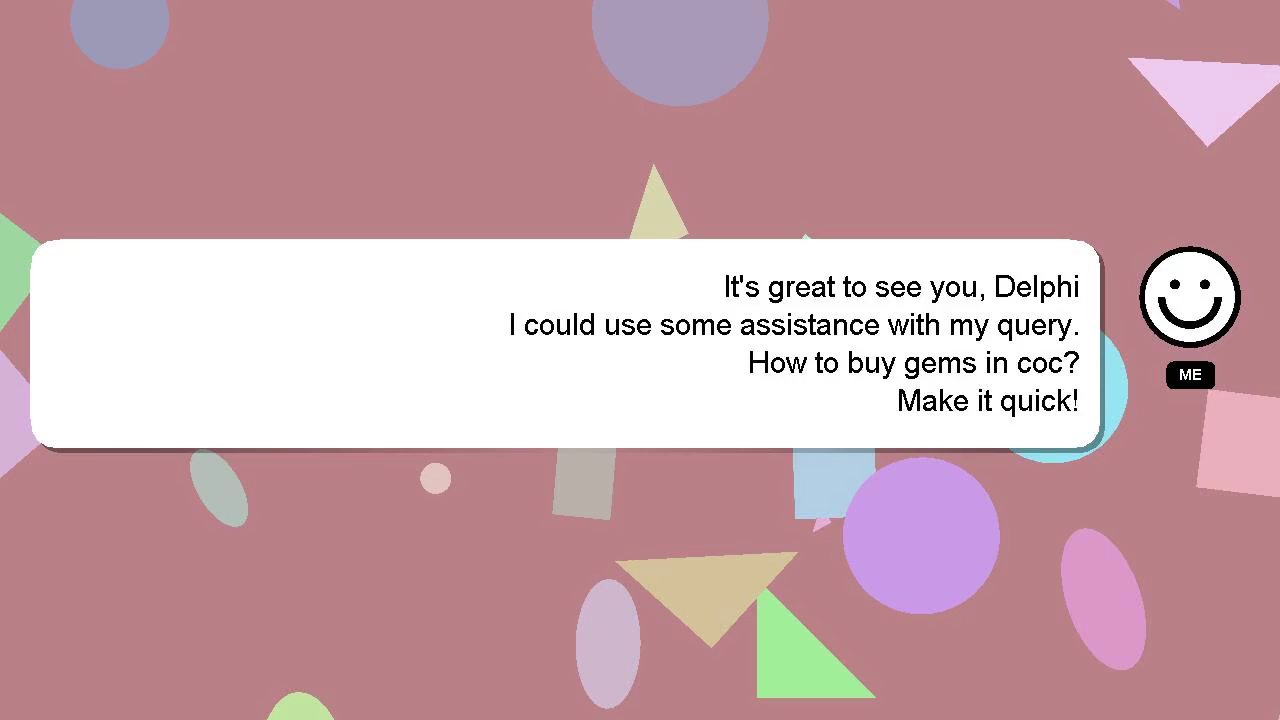 It's great to see you, Delphi
I could use some assistance with my query.
How to buy gems in coc?
Make it quick!
ME